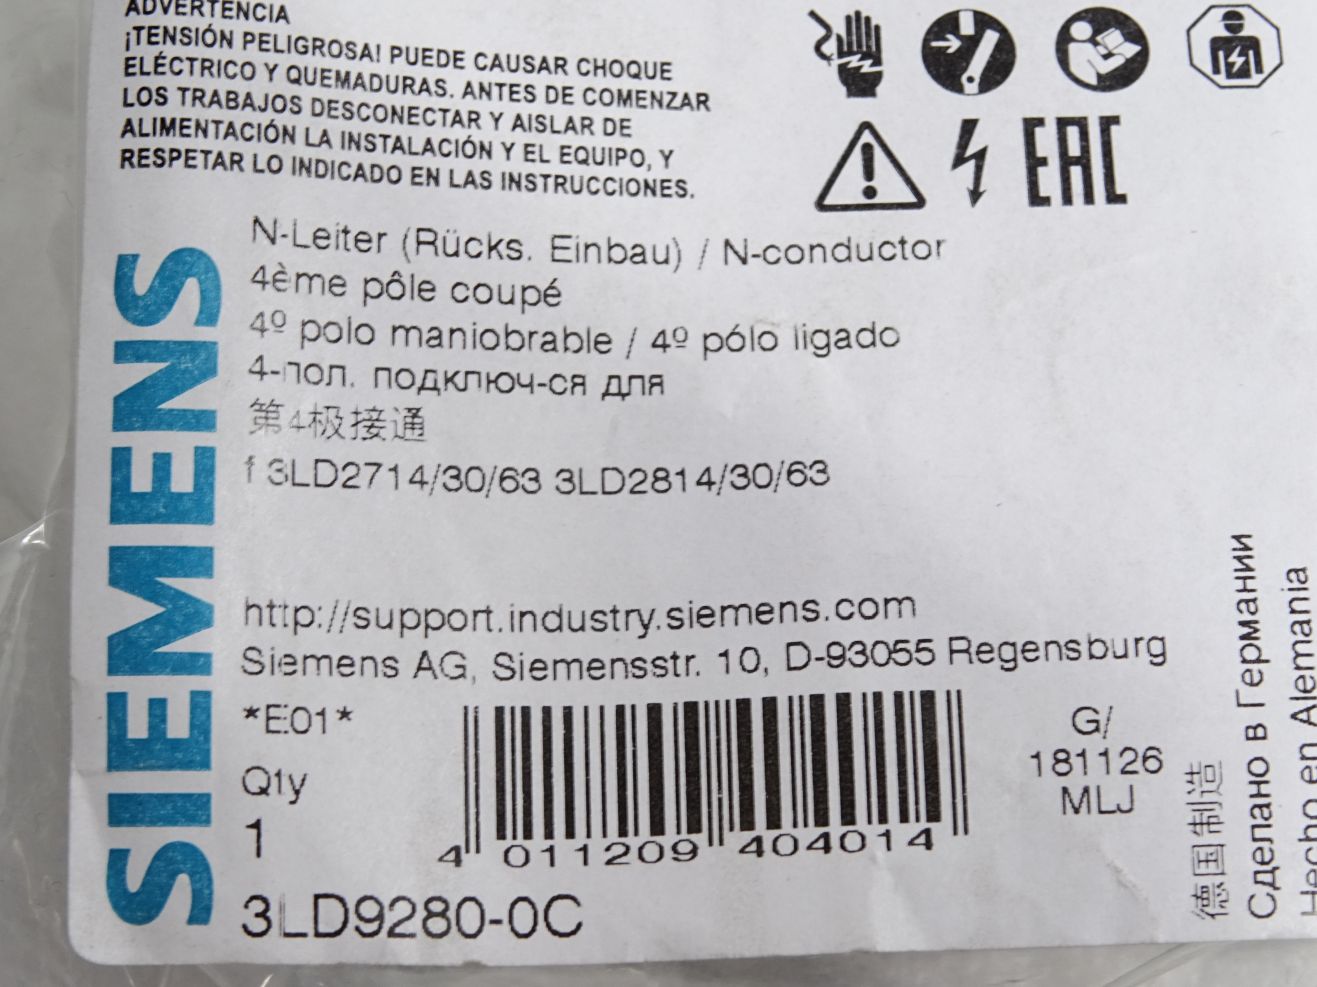 ADVERTENCIA
¡TENSIÓN PELIGROSA! PUEDE CAUSAR CHOQUE
ELÉCTRICO Y QUEMADURAS. ANTES DE COMENZAR
LOS TRABAJOS DESCONECTAR Y AISLAR DE
ALIMENTACIÓN LA INSTALACIÓN Y EL EQUIPO, Y
RESPETAR LO INDICADO EN LAS INSTRUCCIONES.
EAC
SIEMENS
N-Leiter (Rücks. Einbau) / N-conductor
4ème pôle coupé
4º polo maniobrable / 4º pólo ligado
4-пол. подключ-ся для
第4极接通
f 3LD2714/30/63 3LD2814/30/63
http://support.industry.siemens.com
Siemens AG, Siemensstr. 10, D-93055 Regensburg
*E01*
Qty
1
4 011209 404014
G/
181126
MLJ
3LD9280-0C
德国制造
Сделано в Германии
Hecho en Alemania